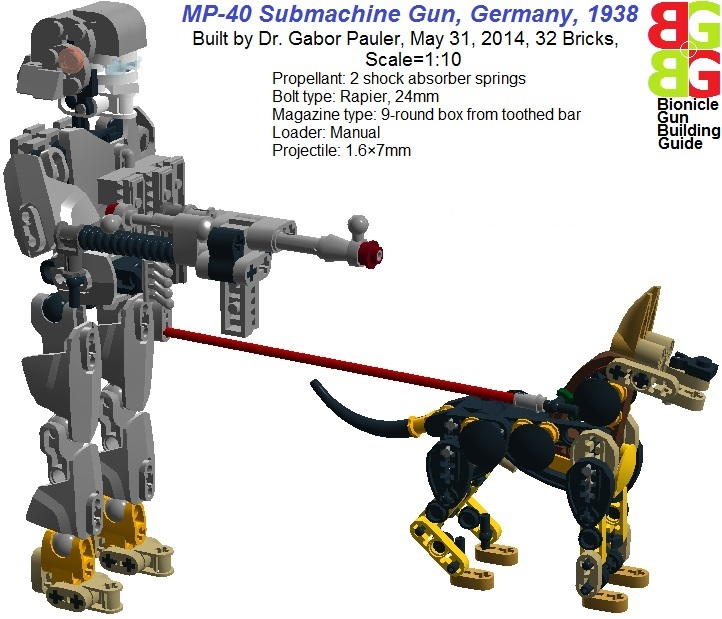 MP-40 Submachine Gun, Germany, 1938
Built by Dr. Gabor Pauler, May 31, 2014, 32 Bricks,
Scale=1:10
Propellant: 2 shock absorber springs
Bolt type: Rapier, 24mm
Magazine type: 9-round box from toothed bar
Loader: Manual
Projectile: 1.6×7mm
BG
BG
Bionicle
Gun
Building
Guide